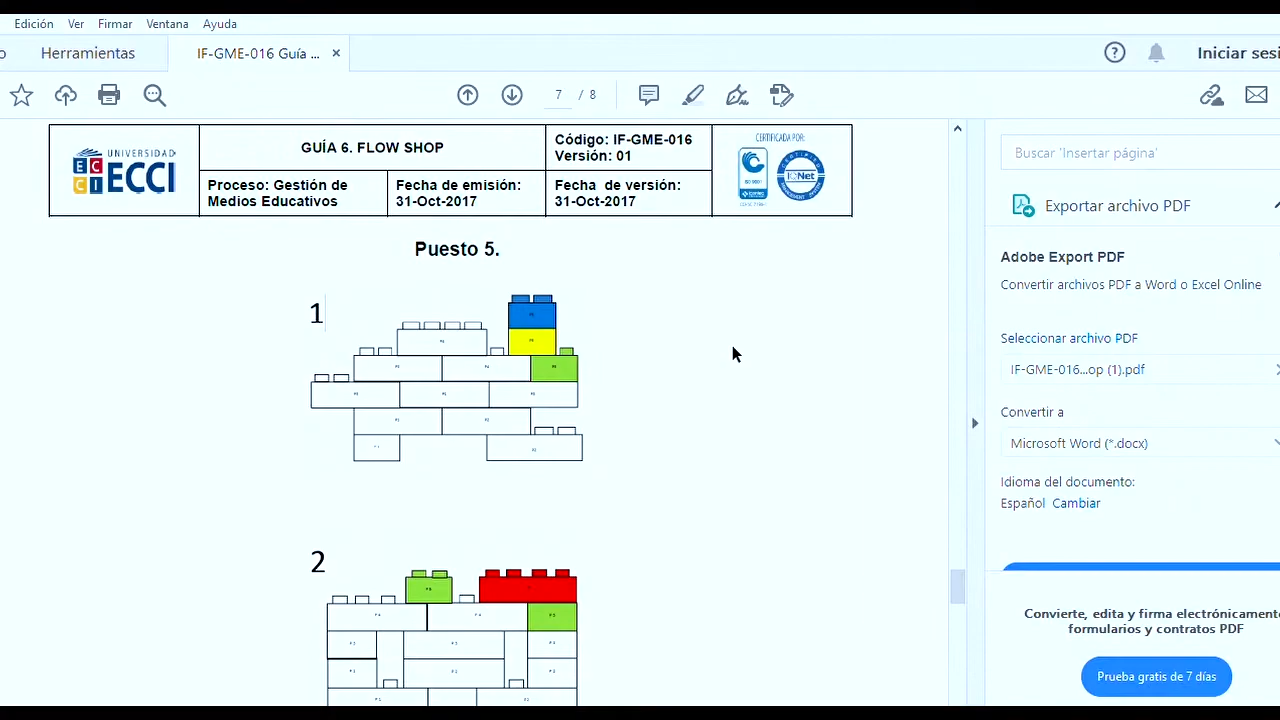 Edición Ver Firmar Ventana Ayuda
Herramientas IF-GME-016 Guía ... ×
Iniciar sesi
7 / 8
UNIVERSIDAD
ECCI
GUÍA 6. FLOW SHOP
Código: IF-GME-016
Versión: 01
Proceso: Gestión de
Medios Educativos
Fecha de emisión:
31-Oct-2017
Fecha de versión:
31-Oct-2017
CERTIFICADA POR:
IQNet
Puesto 5.
1
2
Buscar 'Insertar página'
Exportar archivo PDF
Adobe Export PDF
Convertir archivos PDF a Word o Excel Online
Seleccionar archivo PDF
IF-GME-016...op (1).pdf
Convertir a
Microsoft Word (*.docx)
Idioma del documento:
Español Cambiar
Convierte, edita y firma electrónicamente
formularios y contratos PDF
Prueba gratis de 7 días